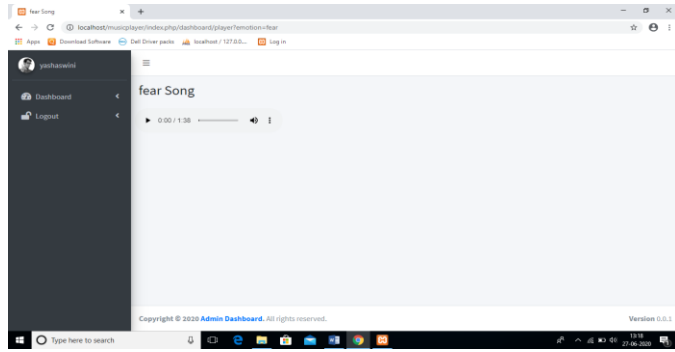 fear Song
localhost/musicplayer/index.php/dashboard/player?emotion=fear
Apps Download Software Dell Driver packs localhost / 127.0.0... Log in
yashaswini
Dashboard
Logout
fear Song
0:00 / 1:38
Copyright © 2020 Admin Dashboard. All rights reserved.
Version 0.0.1
Type here to search
13:18
27-06-2020